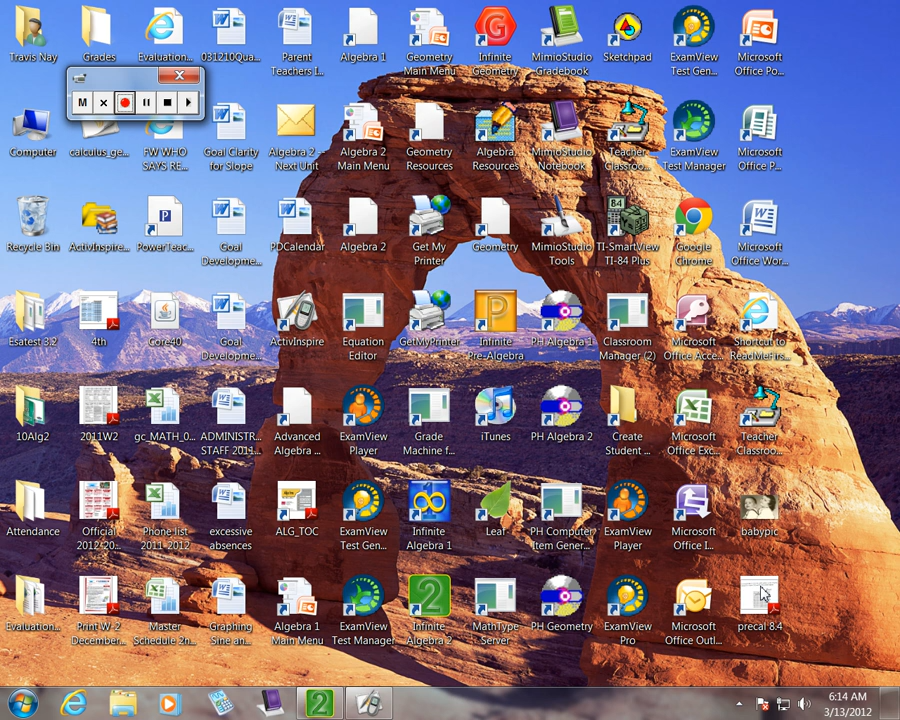 Travis Nay
Grades
Evaluation...
031210Qua...
Parent
Teachers I...
Algebra 1
Geometry
Main Menu
Infinite
Geometry
MimioStudio
Gradebook
Sketchpad
ExamView
Test Gen...
Microsoft
Office Po...
M
Computer
calculus_ge...
FW WHO
SAYS RE...
Goal Clarity
for Slope
Algebra 2 -
Next Unit
Algebra 2
Main Menu
Geometry
Resources
Algebra
Resources
MimioStudio
Notebook
Teacher
Classroo...
ExamView
Test Manager
Microsoft
Office P...
Recycle Bin
ActivInspire...
PowerTeac...
Goal
Developme...
PDCalendar
Algebra 2
Get My
Printer
Geometry
MimioStudio
Tools
84
TI-SmartView
TI-84 Plus
Google
Chrome
Microsoft
Office Wor...
Esatest 3.2
4th
Core40
Goal
Developme...
ActivInspire
Equation
Editor
GetMyPrinter
Infinite
Pre-Algebra
PH Algebra 1
Classroom
Manager (2)
Microsoft
Office Acce...
Shortcut to
ReadMeFirs...
10Alg2
2011W2
gc_MATH_0...
ADMINISTR...
STAFF 2011...
Advanced
Algebra ...
ExamView
Player
Grade
Machine f...
iTunes
PH Algebra 2
Create
Student ...
Microsoft
Office Exc...
Teacher
Classroo...
Attendance
Official
2012-20...
Phone list
2011-2012
excessive
absences
ALG_TOC
ExamView
Test Gen...
Infinite
Algebra 1
Leaf
PH Computer
Item Gener...
ExamView
Player
Microsoft
Office I...
babypic
Evaluation...
Print W-2
December...
Master
Schedule 2n...
Graphing
Sine an...
Algebra 1
Main Menu
ExamView
Test Manager
2
Infinite
Algebra 2
MathType
Server
PH Geometry
ExamView
Pro
Microsoft
Office Outl...
precal 8.4
2
6:14 AM
3/13/2012